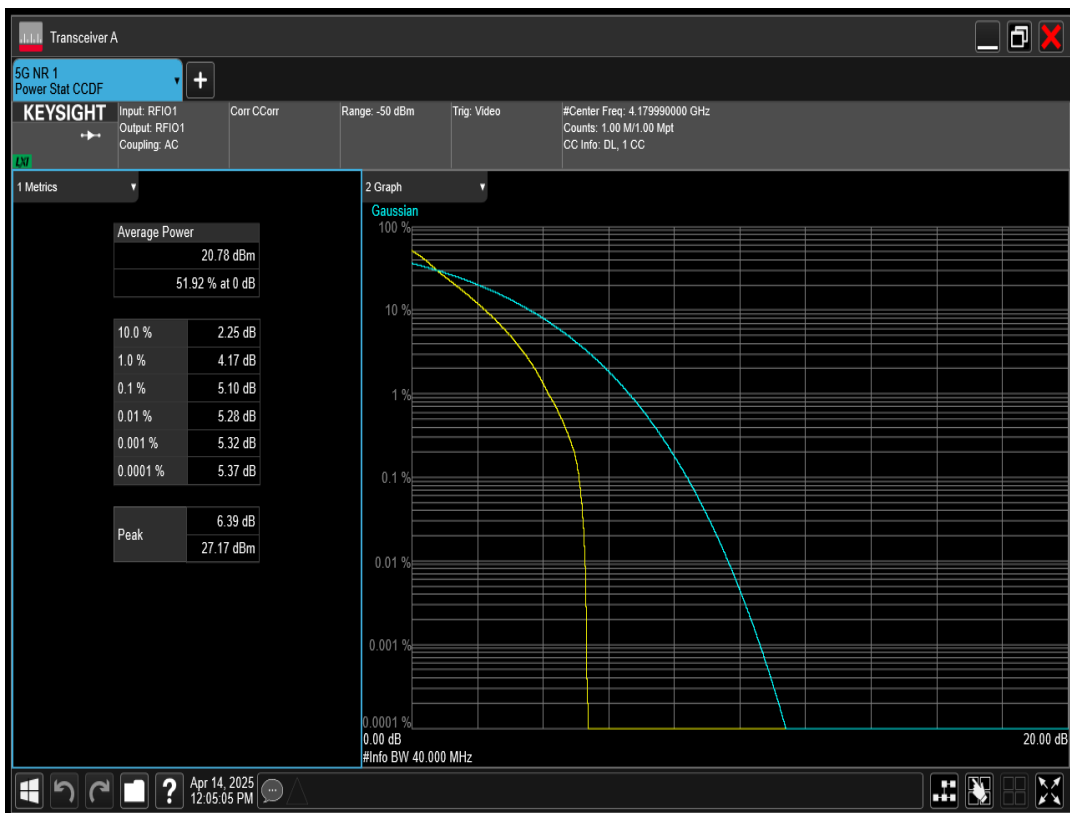 Transceiver A
5G NR 1
Power Stat CCDF
+
KEYSIGHT
LXI
Input: RFIO1
Output: RFIO1
Coupling: AC
Corr CCorr
Range: -50 dBm
Trig: Video
#Center Freq: 4.179990000 GHz
Counts: 1.00 M/1.00 Mpt
CC Info: DL, 1 CC
1 Metrics
Average Power
20.78 dBm
51.92 % at 0 dB
10.0 % 2.25 dB
1.0 % 4.17 dB
0.1 % 5.10 dB
0.01 % 5.28 dB
0.001 % 5.32 dB
0.0001 % 5.37 dB
Peak
6.39 dB
27.17 dBm
2 Graph
Gaussian
100 %
10 %
1 %
0.1 %
0.01 %
0.001 %
0.0001 %
0.00 dB
20.00 dB
#Info BW 40.000 MHz
?
Apr 14, 2025
12:05:05 PM